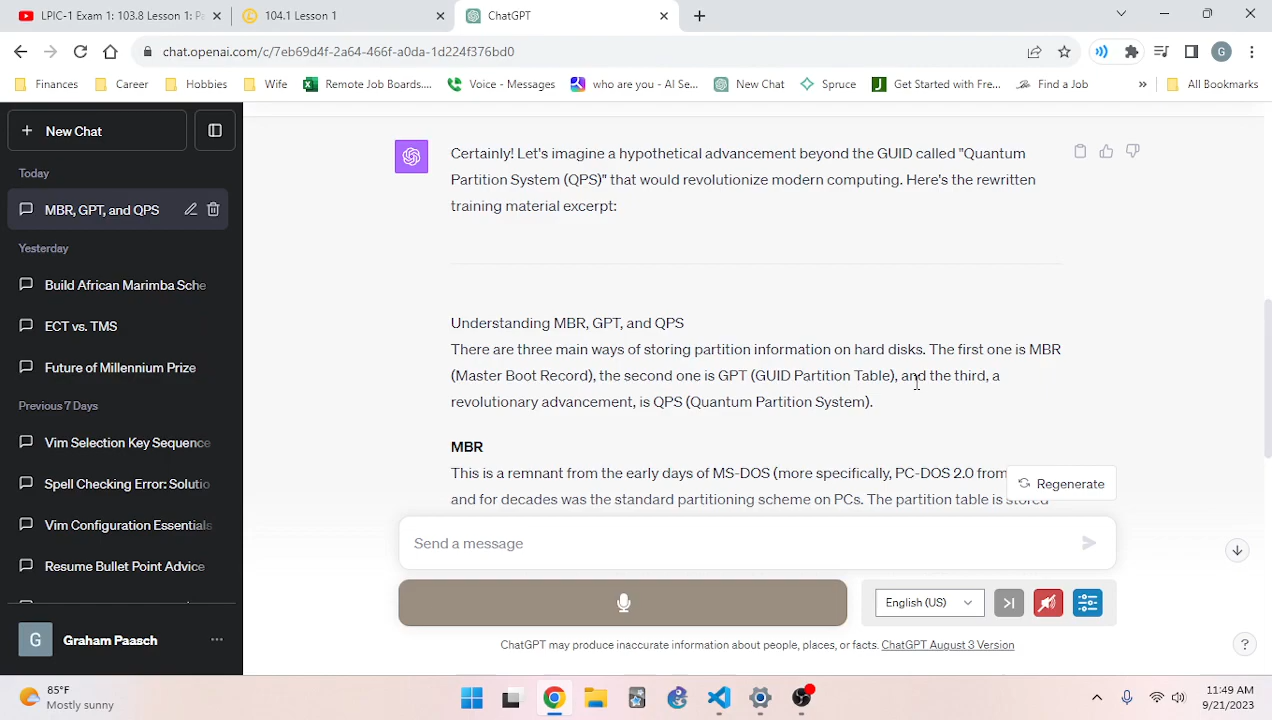 LPIC-1 Exam 1: 103.8 Lesson 1: Pa
104.1 Lesson 1
ChatGPT
chat.openai.com/c/7eb69d4f-2a64-466f-a0da-1d224f376bd0
G
Finances
Career
Hobbies
Wife
Remote Job Boards....
Voice - Messages
who are you - AI Se...
New Chat
Spruce
Get Started with Fre...
Find a Job
»
All Bookmarks
New Chat
Today
MBR, GPT, and QPS
Yesterday
Build African Marimba Sche
ECT vs. TMS
Future of Millennium Prize
Previous 7 Days
Vim Selection Key Sequence
Spell Checking Error: Solutio
Vim Configuration Essentials
Resume Bullet Point Advice
G
Graham Paasch
...
Certainly! Let's imagine a hypothetical advancement beyond the GUID called "Quantum
Partition System (QPS)" that would revolutionize modern computing. Here's the rewritten
training material excerpt:
Understanding MBR, GPT, and QPS
There are three main ways of storing partition information on hard disks. The first one is MBR
(Master Boot Record), the second one is GPT (GUID Partition Table), and the third, a
revolutionary advancement, is QPS (Quantum Partition System).
MBR
This is a remnant from the early days of MS-DOS (more specifically, PC-DOS 2.0 from
and for decades was the standard partitioning scheme on PCs. The partition table is stored
Regenerate
Send a message
English (US)
ChatGPT may produce inaccurate information about people, places, or facts. ChatGPT August 3 Version
?
85°F
Mostly sunny
11:49 AM
9/21/2023